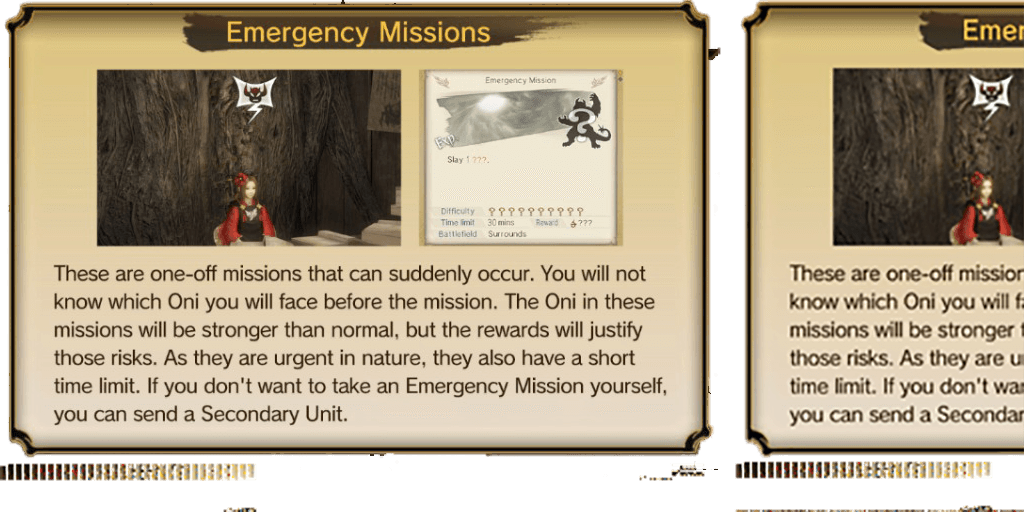 Emergency Missions
Emergency Mission
Exp.
Slay 1 ???.
Difficulty ??????????
Time limit 30 mins Reward ???
Battlefield Surrounds
These are one-off missions that can suddenly occur. You will not
know which Oni you will face before the mission. The Oni in these
missions will be stronger than normal, but the rewards will justify
those risks. As they are urgent in nature, they also have a short
time limit. If you don't want to take an Emergency Mission yourself,
you can send a Secondary Unit.
Emer
These are one-off mission
know which Oni you will fa
missions will be stronger t
those risks. As they are ur
time limit. If you don't wan
you can send a Secondar